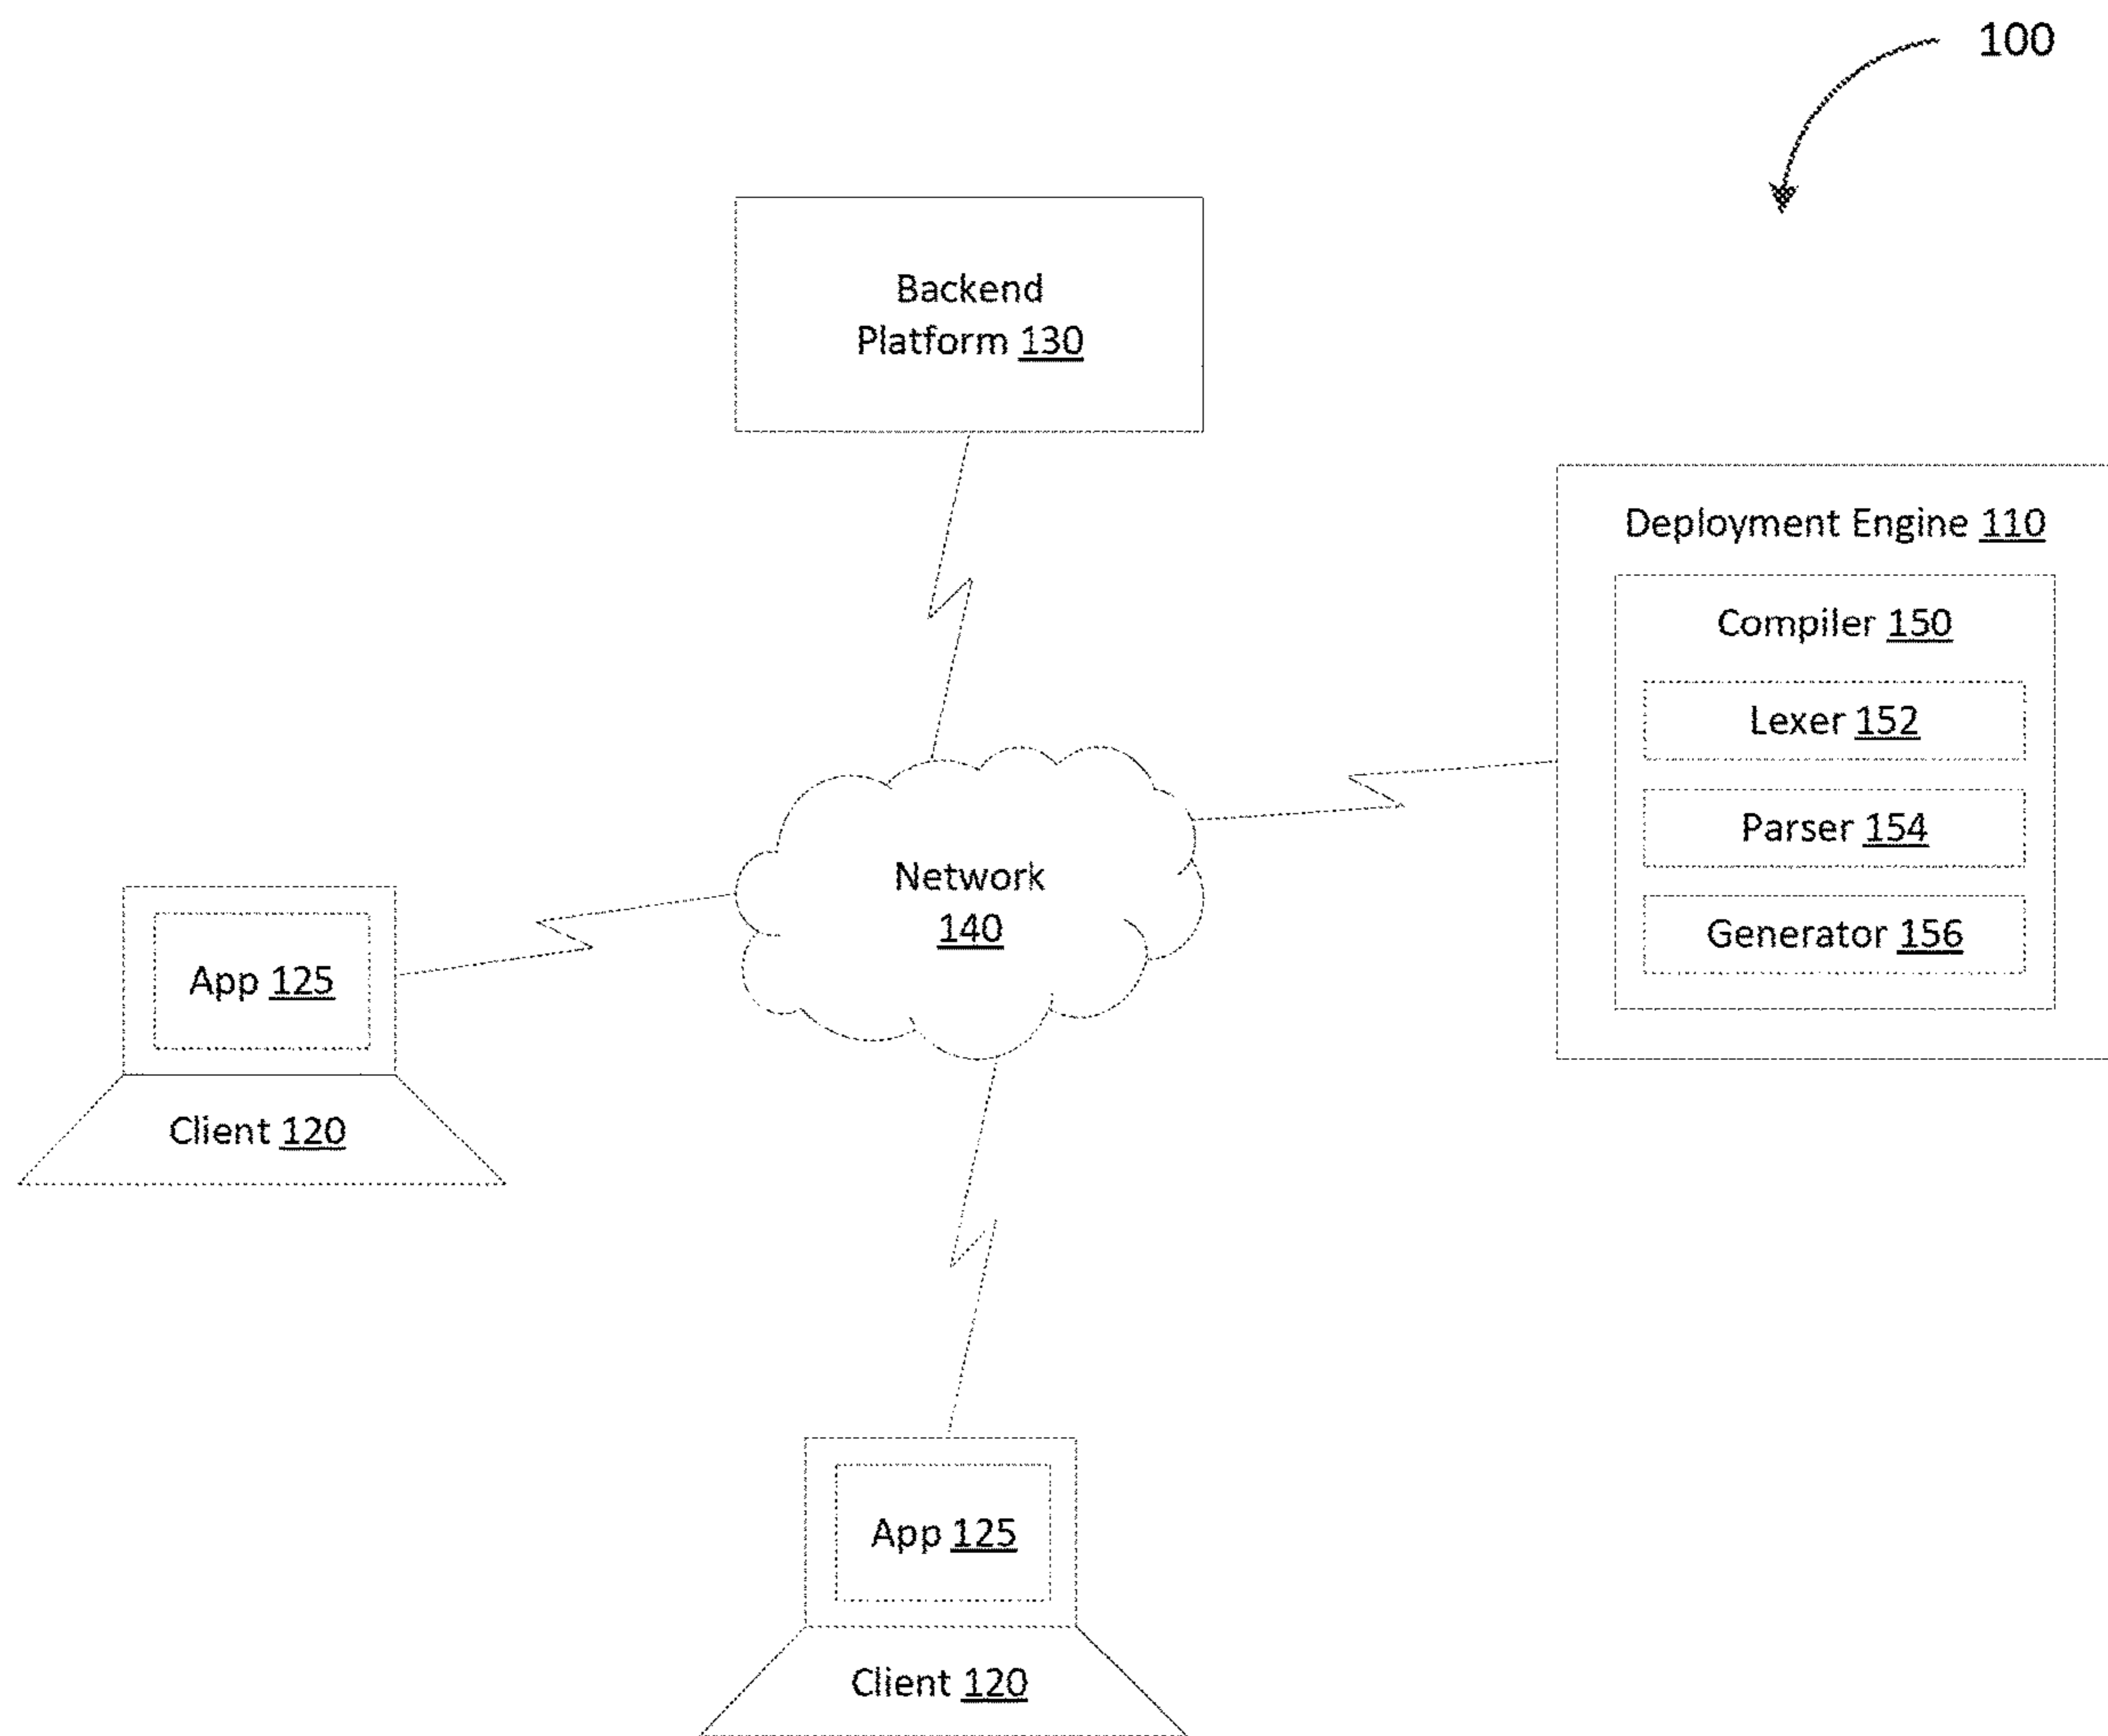 100
Backend
Platform 130
Deployment Engine 110
Compiler 150
Lexer 152
Parser 154
Generator 156
Network
140
App 125
Client 120
App 125
Client 120